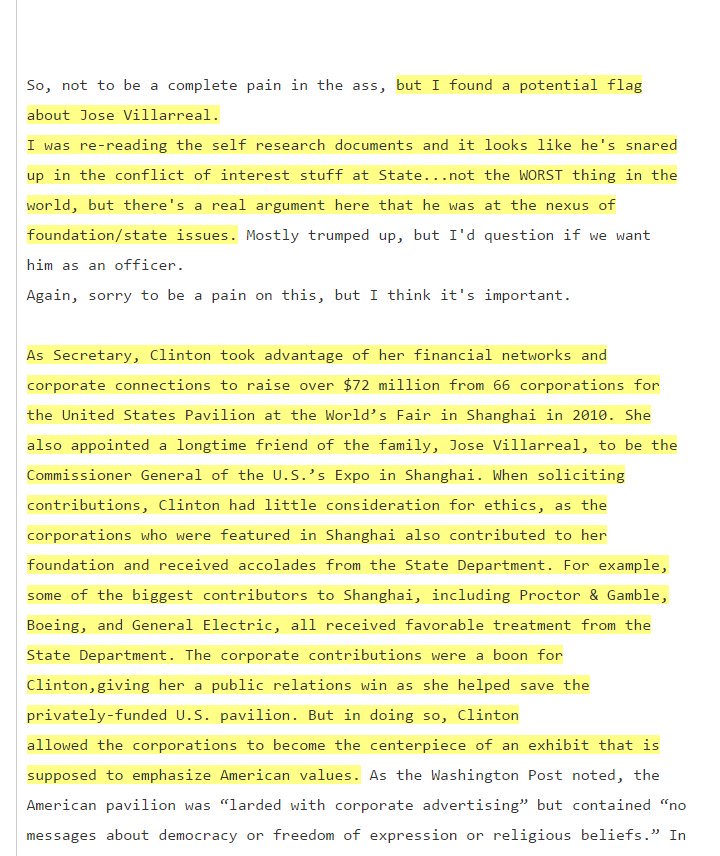 So, not to be a complete pain in the ass, but I found a potential flag
about Jose Villarreal.
I was re-reading the self research documents and it looks like he's snared
up in the conflict of interest stuff at State...not the WORST thing in the
world, but there's a real argument here that he was at the nexus of
foundation/state issues. Mostly trumped up, but I'd question if we want
him as an officer.
Again, sorry to be a pain on this, but I think it's important.
As Secretary, Clinton took advantage of her financial networks and
corporate connections to raise over $72 million from 66 corporations for
the United States Pavilion at the World’s Fair in Shanghai in 2010. She
also appointed a longtime friend of the family, Jose Villarreal, to be the
Commissioner General of the U.S.’s Expo in Shanghai. When soliciting
contributions, Clinton had little consideration for ethics, as the
corporations who were featured in Shanghai also contributed to her
foundation and received accolades from the State Department. For example,
some of the biggest contributors to Shanghai, including Proctor & Gamble,
Boeing, and General Electric, all received favorable treatment from the
State Department. The corporate contributions were a boon for
Clinton,giving her a public relations win as she helped save the
privately-funded U.S. pavilion. But in doing so, Clinton
allowed the corporations to become the centerpiece of an exhibit that is
supposed to emphasize American values. As the Washington Post noted, the
American pavilion was “larded with corporate advertising” but contained “no
messages about democracy or freedom of expression or religious beliefs.” In